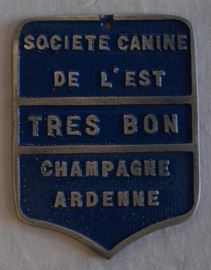 SOCIETE CANINE
DE L'EST
TRES BON
CHAMPAGNE
ARDENNE